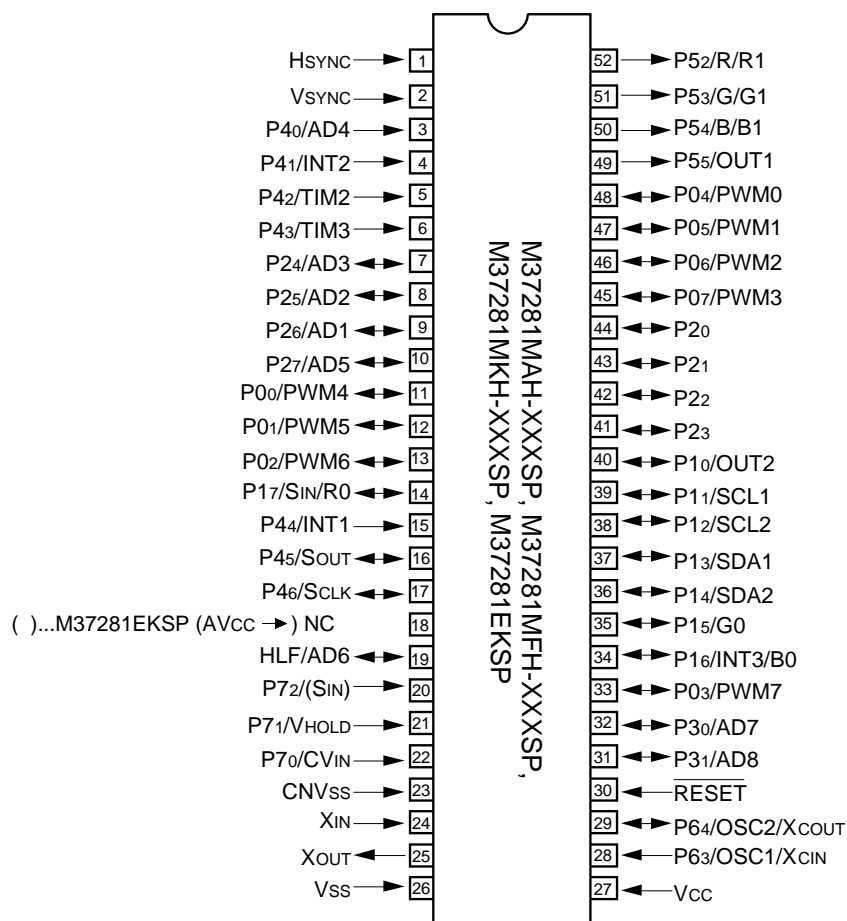 HSYNC 1
VSYNC 2
P40/AD4 3
P41/INT2 4
P42/TIM2 5
P43/TIM3 6
P24/AD3 7
P25/AD2 8
P26/AD1 9
P27/AD5 10
P00/PWM4 11
P01/PWM5 12
P02/PWM6 13
P17/SIN/R0 14
P44/INT1 15
P45/SOUT 16
P46/SCLK 17
( )...M37281EKSP (AVCC → ) NC 18
HLF/AD6 19
P72/(SIN) 20
P71/VHOLD 21
P70/CVIN 22
CNVSS 23
XIN 24
XOUT 25
VSS 26
M37281MAH-XXXSP, M37281MFH-XXXSP,
M37281MKH-XXXSP, M37281EKSP
52 P52/R/R1
51 P53/G/G1
50 P54/B/B1
49 P55/OUT1
48 P04/PWM0
47 P05/PWM1
46 P06/PWM2
45 P07/PWM3
44 P20
43 P21
42 P22
41 P23
40 P10/OUT2
39 P11/SCL1
38 P12/SCL2
37 P13/SDA1
36 P14/SDA2
35 P15/G0
34 P16/INT3/B0
33 P03/PWM7
32 P30/AD7
31 P31/AD8
30 RESET
29 P64/OSC2/XCOUT
28 P63/OSC1/XCIN
27 VCC